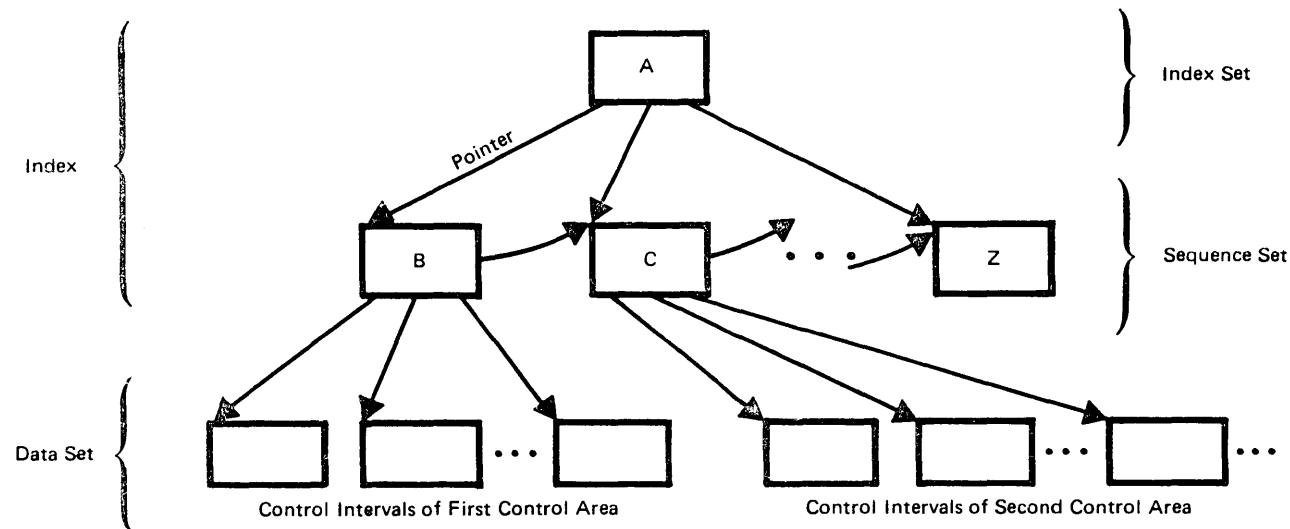 A
Index Set
Pointer
Index
B
C
Z
Sequence Set
Data Set
Control Intervals of First Control Area
Control Intervals of Second Control Area